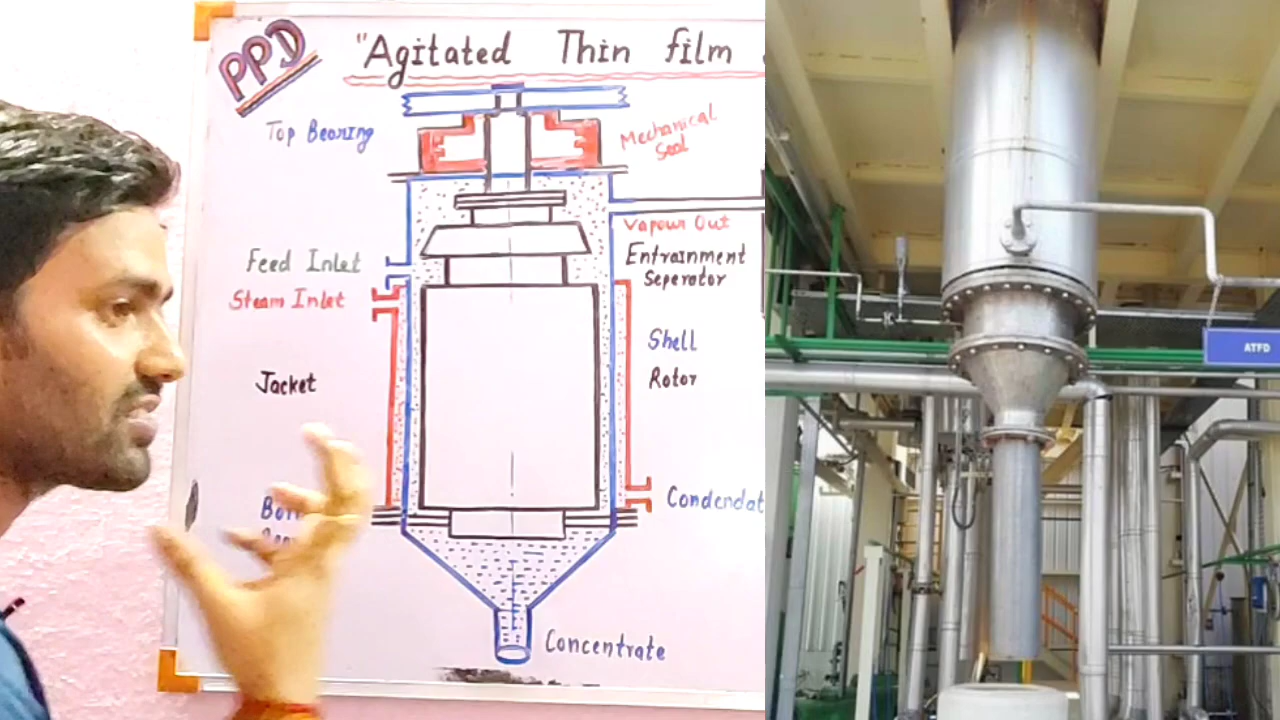 PPD
"Agitated Thin film
Top Bearing
Mechanical
Seal
Vapour Out
Feed Inlet
Entrainment
Seperator
Steam Inlet
Shell
Jacket
Rotor
Condendat
Concentrate
ATFD